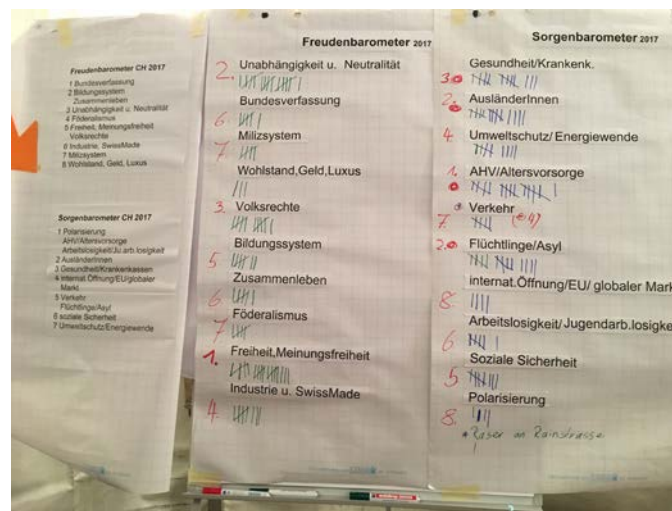 Freudenbarometer CH 2017
1 Bundesverfassung
2 Bildungssystem
Zusammenleben
3 Unabhängigkeit u. Neutralität
4 Föderalismus
5 Freiheit, Meinungsfreiheit
Volksrechte
6 Industrie, SwissMade
7 Milizsystem
8 Wohlstand, Geld, Luxus
Sorgenbarometer CH 2017
1 Polarisierung
AHV/Altersvorsorge
Arbeitslosigkeit/Ju.arb.losigkeit
2 AusländerInnen
3 Gesundheit/Krankenkassen
4 internat.Öffnung/EU/globaler
Markt
5 Verkehr
Flüchtlinge/Asyl
6 soziale Sicherheit
7 Umweltschutz/Energiewende
Freudenbarometer 2017
2. Unabhängigkeit u. Neutralität
Bundesverfassung
6
Milizsystem
7
Wohlstand,Geld,Luxus
3. Volksrechte
Bildungssystem
5
Zusammenleben
6
Föderalismus
7
1. Freiheit,Meinungsfreiheit
Industrie u. SwissMade
4.
Sorgenbarometer 2017
Gesundheit/Krankenk.
3
2. AusländerInnen
4 Umweltschutz/Energiewende
1. AHV/Altersvorsorge
Verkehr
7
2. Flüchtlinge/Asyl
internat.Öffnung/EU/ globaler Mark
8
Arbeitslosigkeit/ Jugendarb.losigke
6
Soziale Sicherheit
5
Polarisierung
8.
Raser an Rainstrasse